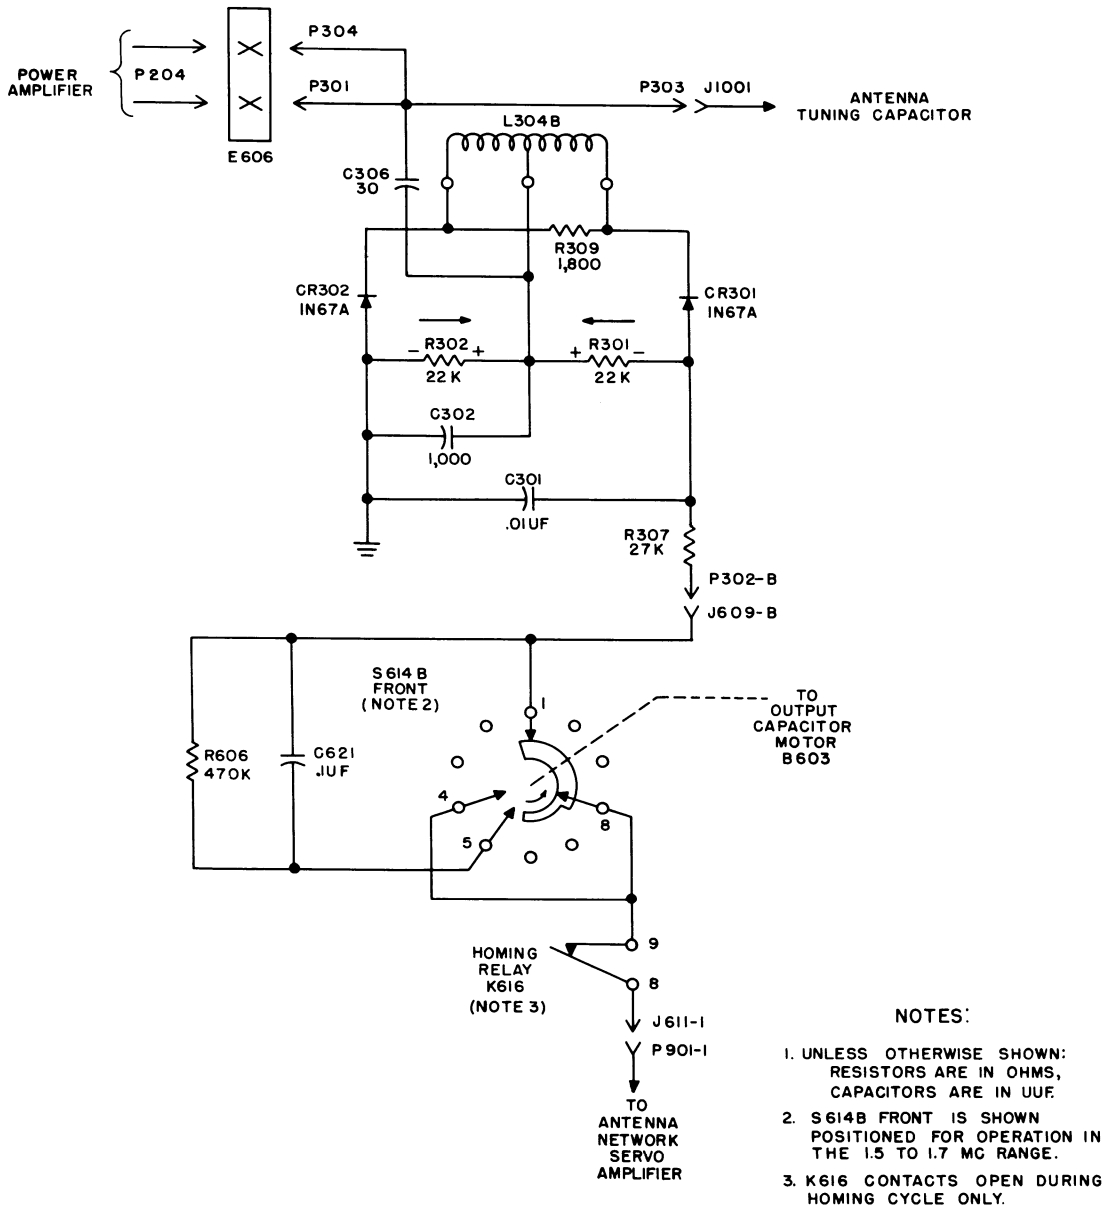 P304
POWER
AMPLIFIER
P204
P301
P303
J1001
ANTENNA
TUNING CAPACITOR
E606
L304B
C306
30
R309
1,800
CR302
1N67A
CR301
1N67A
- R302 +
22K
+ R301 -
22K
C302
1,000
C301
.01UF
R307
27K
P302-B
J609-B
S614B
FRONT
(NOTE 2)
1
TO
OUTPUT
CAPACITOR
MOTOR
B603
R606
470K
C621
.1UF
4
8
5
9
HOMING
RELAY
K616
(NOTE 3)
8
J611-1
P901-1
TO
ANTENNA
NETWORK
SERVO
AMPLIFIER
NOTES:
1. UNLESS OTHERWISE SHOWN:
RESISTORS ARE IN OHMS,
CAPACITORS ARE IN UUF.
2. S614B FRONT IS SHOWN
POSITIONED FOR OPERATION IN
THE 1.5 TO 1.7 MC RANGE.
3. K616 CONTACTS OPEN DURING
HOMING CYCLE ONLY.